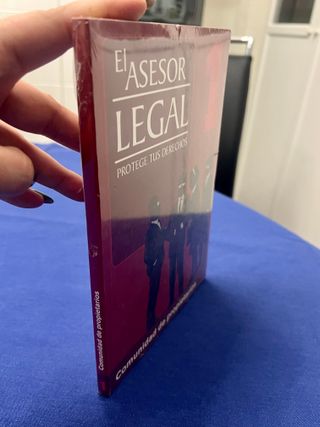 El ASESOR
LEGAL
PROTEGE TUS DERECHOS
Comunidad de propietarios
Comunidad de propietarios